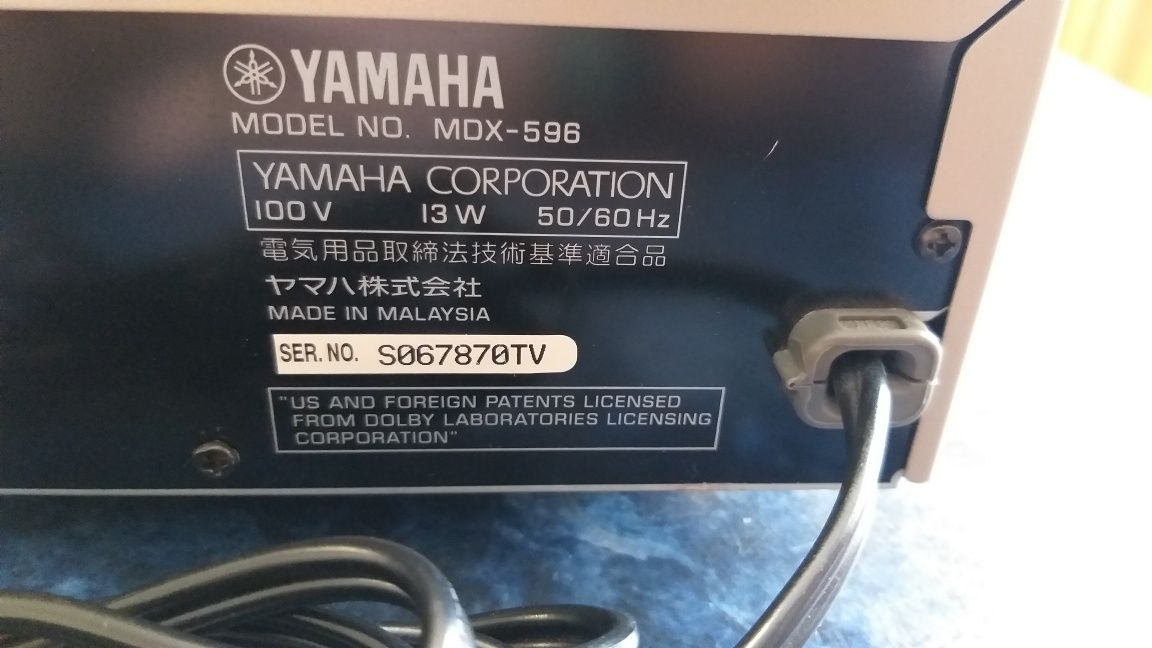 YAMAHA
MODEL NO. MDX-596
YAMAHA CORPORATION
100V 13W 50/60Hz
電気用品取締法技術基準適合品
ヤマハ株式会社
MADE IN MALAYSIA
SER. NO. S067870TV
"US AND FOREIGN PATENTS LICENSED
FROM DOLBY LABORATORIES LICENSING
CORPORATION"